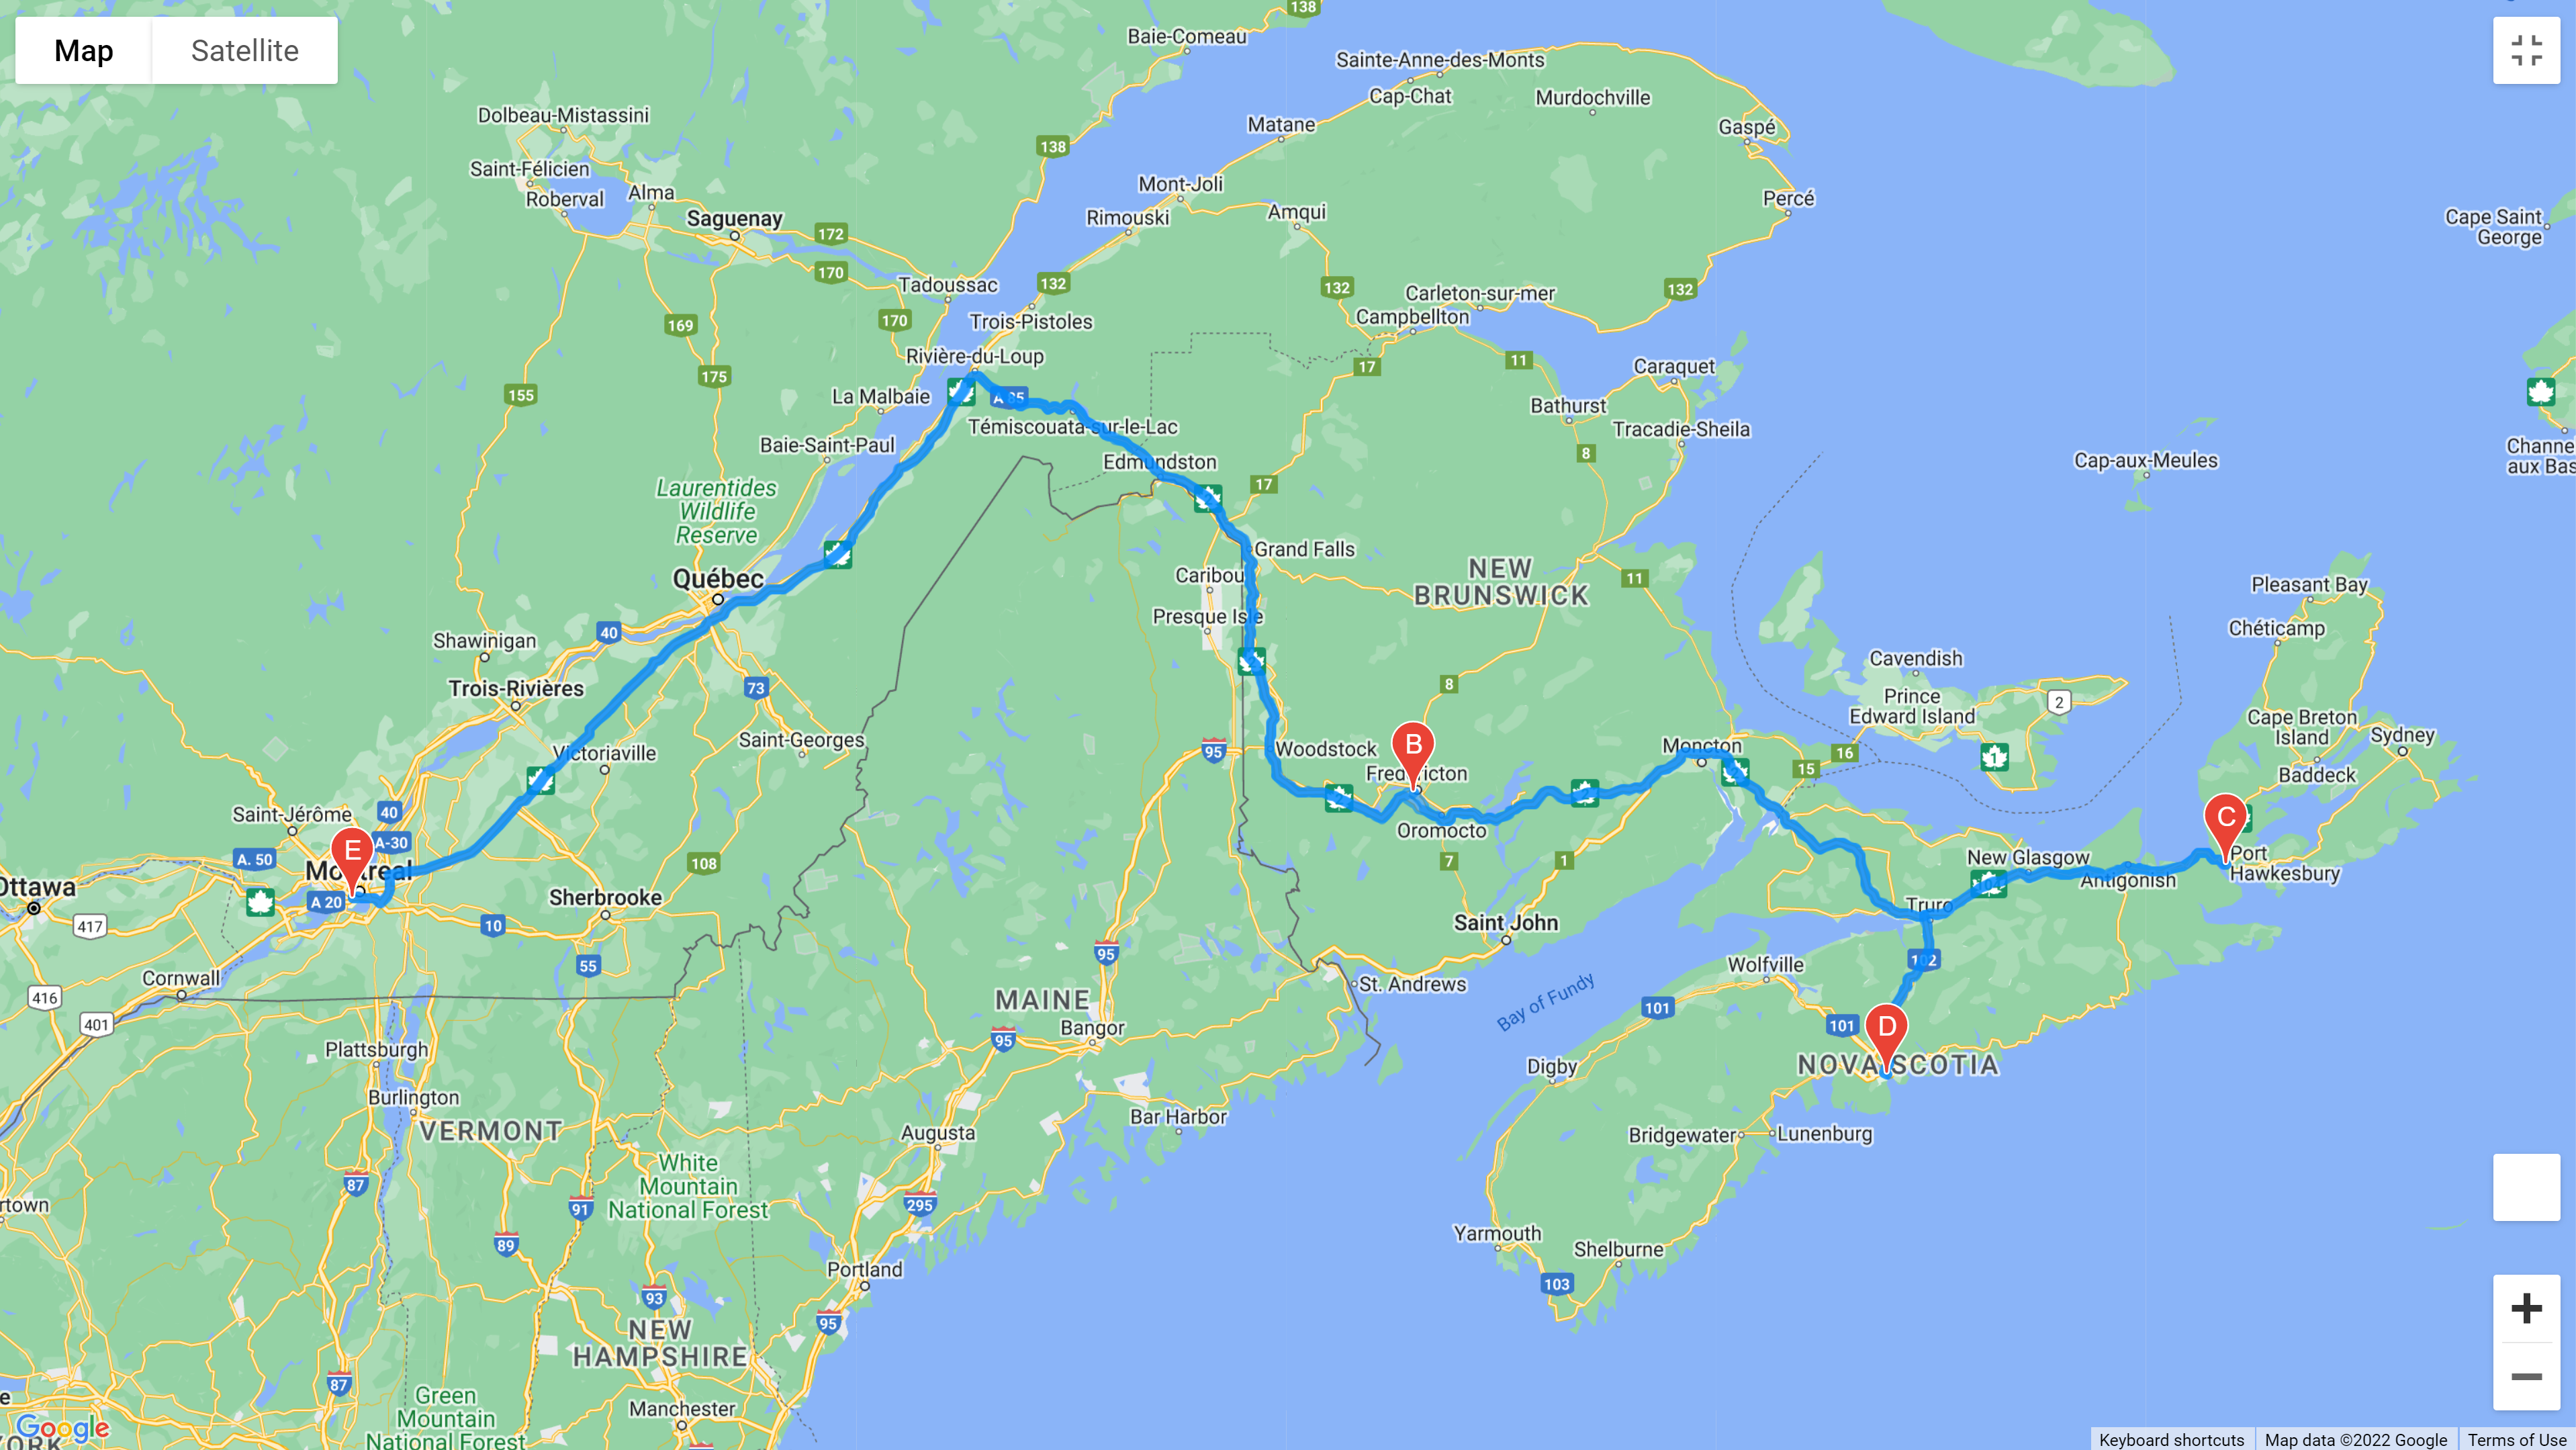 138
Map
Satellite
Baie-Comeau
Sainte-Anne-des-Monts
Cap-Chat
Murdochville
Dolbeau-Mistassini
Matane
Gaspé
138
Saint-Félicien
Roberval
Alma
Mont-Joli
Percé
Saguenay
Rimouski
Amqui
Cape Saint
George
172
170
Tadoussac
132
132
Carleton-sur-mer
132
170
Trois-Pistoles
Campbellton
169
Rivière-du-Loup
11
17
Caraquet
175
155
La Malbaie
A 85
Bathurst
Témiscouata-sur-le-Lac
Tracadie-Sheila
Baie-Saint-Paul
8
Channe
aux Bas
Edmundston
Cap-aux-Meules
Laurentides
Wildlife
Reserve
17
2
Grand Falls
Québec
Caribou
NEW
BRUNSWICK
11
Pleasant Bay
Presque Isle
40
Chéticamp
Shawinigan
Cavendish
Trois-Rivières
73
8
Prince
Edward Island
2
Cape Breton
Island
Sydney
Saint-Georges
Victoriaville
95
Woodstock
B
Fredericton
Moncton
16
15
1
Baddeck
Saint-Jérôme
40
A-30
A. 50
E
Montreal
108
Oromocto
7
1
C
New Glasgow
Port
Hawkesbury
Antigonish
104
Ottawa
A 20
Sherbrooke
417
10
Truro
Saint John
102
95
55
Wolfville
Cornwall
St. Andrews
416
MAINE
Bay of Fundy
101
401
Bangor
101
D
Plattsburgh
95
NOVA SCOTIA
Digby
Burlington
Bar Harbor
VERMONT
Augusta
Bridgewater
Lunenburg
White
Mountain
National Forest
87
rtown
91
295
Yarmouth
89
Shelburne
Portland
93
103
95
NEW
HAMPSHIRE
87
Green
Mountain
National Forest
e
Manchester
Google
YORK
Keyboard shortcuts
Map data ©2022 Google
Terms of Use